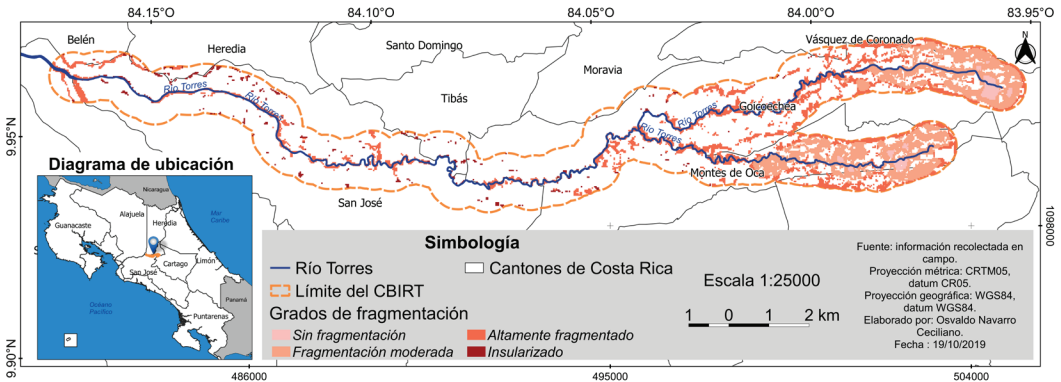 84.15°O
84.10°O
84.05°O
84.00°O
83.95°O
Belén
Heredia
Santo Domingo
Vásquez de Coronado
N
Moravia
Tibás
Río Torres
Río Torres
Goicoechea
Río Torres
Río Torres
Montes de Oca
San José
9.95°N
9.90°N
1098000
486000
495000
504000
Diagrama de ubicación
Nicaragua
Mar
Caribe
Alajuela
Heredia
Guanacaste
Limón
Cartago
San José
Océano
Pacífico
Puntarenas
Panamá
Simbología
Río Torres
Cantones de Costa Rica
Límite del CBIRT
Grados de fragmentación
Sin fragmentación
Altamente fragmentado
Fragmentación moderada
Insularizado
Escala 1:25000
1 0 1 2 km
Fuente: información recolectada en
campo.
Proyección métrica: CRTM05,
datum CR05.
Proyección geográfica: WGS84,
datum WGS84.
Elaborado por: Osvaldo Navarro
Ceciliano.
Fecha : 19/10/2019